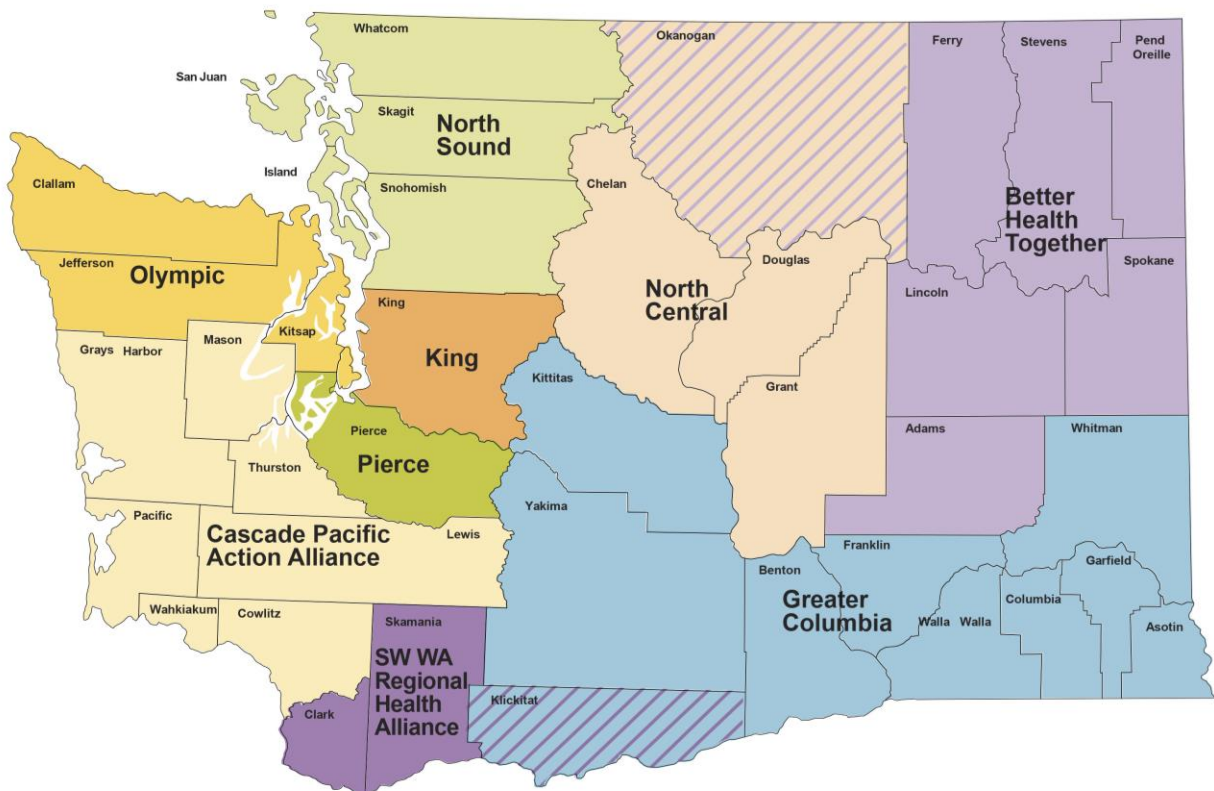 Whatcom
Okanogan
Ferry
Stevens
Pend
Oreille
San Juan
Skagit
North
Sound
Island
Clallam
Snohomish
Chelan
Better
Health
Together
Jefferson
Olympic
Douglas
Spokane
King
North
Central
Lincoln
Kitsap
Mason
Grays Harbor
King
Kittitas
Grant
Pierce
Pierce
Adams
Whitman
Thurston
Yakima
Pacific
Cascade Pacific
Action Alliance
Lewis
Franklin
Benton
Garfield
Greater
Columbia
Columbia
Wahkiakum
Cowlitz
Skamania
Walla Walla
Asotin
SW WA
Regional
Health
Alliance
Clark
Klickitat